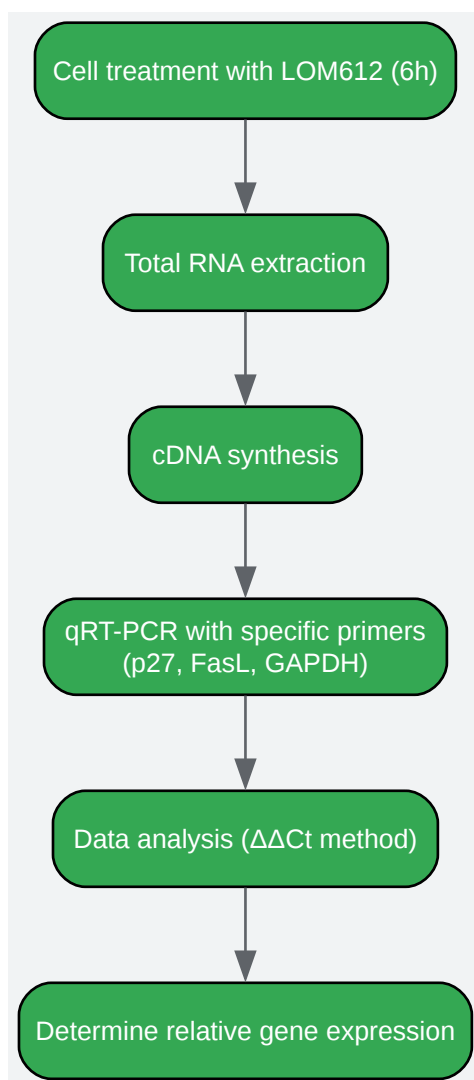 Cell treatment with LOM612 (6h)
Total RNA extraction
cDNA synthesis
qRT-PCR with specific primers
(p27, FasL, GAPDH)
Data analysis (ΔΔCt method)
Determine relative gene expression